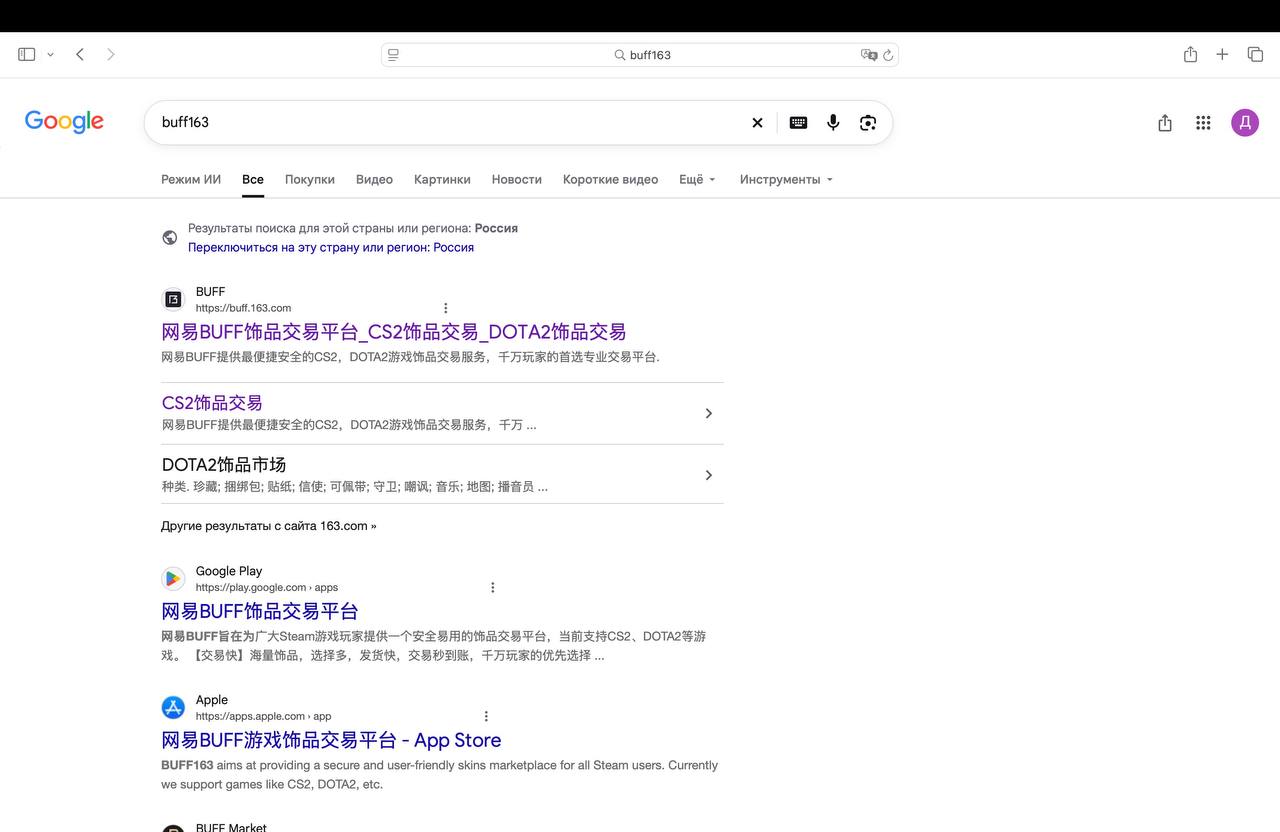 buff163
Google
buff163
Д
Режим ИИ
Все
Покупки
Видео
Картинки
Новости
Короткие видео
Ещё
Инструменты
Результаты поиска для этой страны или региона: Россия
Переключиться на эту страну или регион: Россия
BUFF
https://buff.163.com
网易BUFF饰品交易平台_CS2饰品交易_DOTA2饰品交易
网易BUFF提供最便捷安全的CS2，DOTA2游戏饰品交易服务，千万玩家的首选专业交易平台.
CS2饰品交易
网易BUFF提供最便捷安全的CS2，DOTA2游戏饰品交易服务，千万 ...
DOTA2饰品市场
种类. 珍藏; 捆绑包; 贴纸; 信使; 可佩带; 守卫; 嘲讽; 音乐; 地图; 播音员 ...
Другие результаты с сайта 163.com »
Google Play
https://play.google.com › apps
网易BUFF饰品交易平台
网易BUFF旨在为广大Steam游戏玩家提供一个安全易用的饰品交易平台，当前支持CS2、DOTA2等游
戏。 【交易快】海量饰品，选择多，发货快，交易秒到账，千万玩家的优先选择 ...
Apple
https://apps.apple.com › app
网易BUFF游戏饰品交易平台 - App Store
BUFF163 aims at providing a secure and user-friendly skins marketplace for all Steam users. Currently
we support games like CS2, DOTA2, etc.
BUFF Market